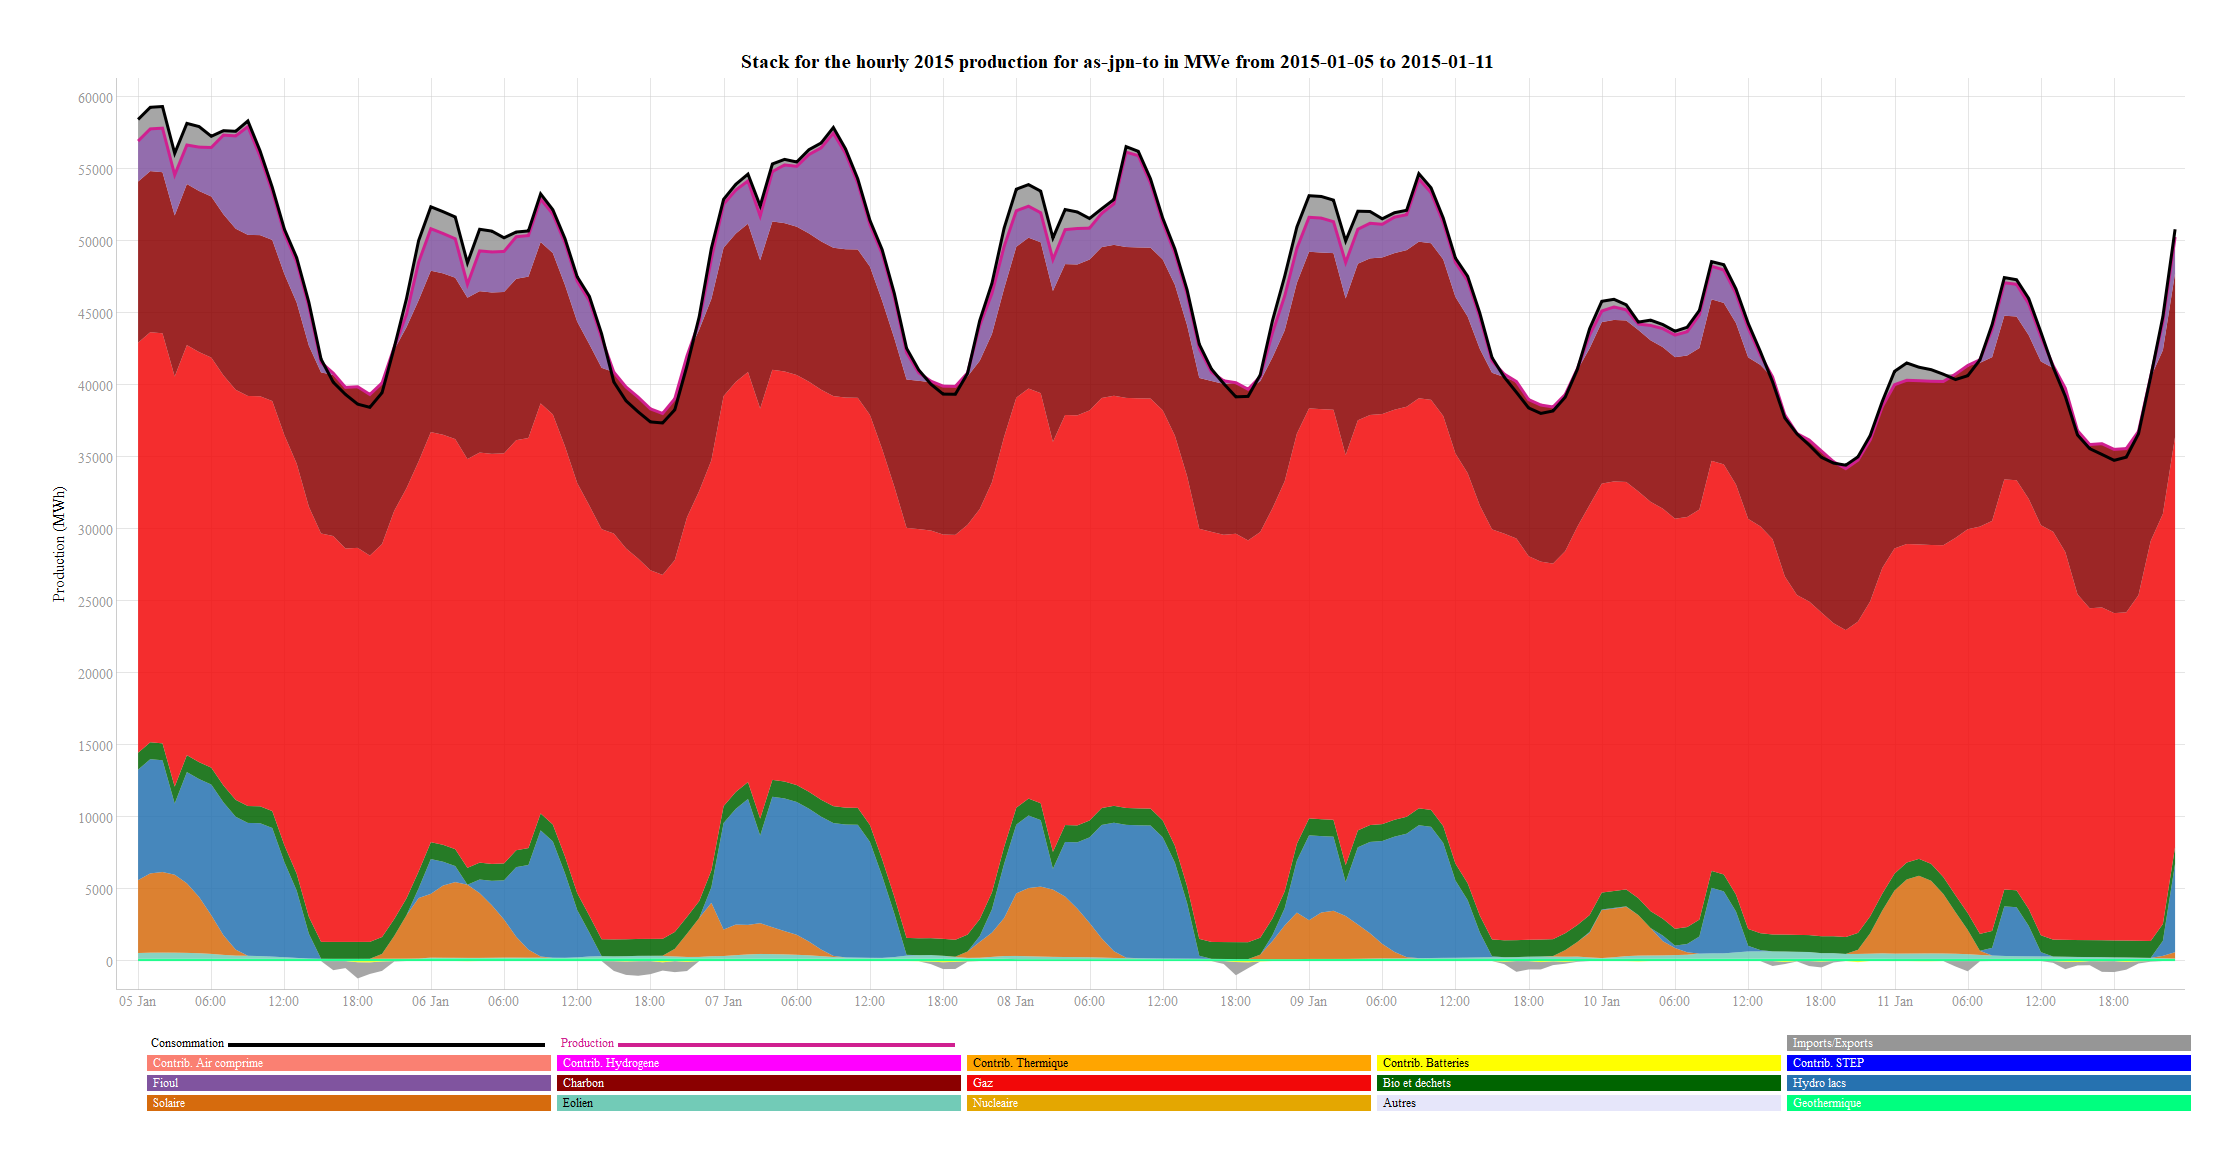 Stack for the hourly 2015 production for as-jpn-to in MWe from 2015-01-05 to 2015-01-11
Production (MWh)
60000
55000
50000
45000
40000
35000
30000
25000
20000
15000
10000
5000
0
05 Jan 06:00 12:00 18:00 06 Jan 06:00 12:00 18:00 07 Jan 06:00 12:00 18:00 08 Jan 06:00 12:00 18:00 09 Jan 06:00 12:00 18:00 10 Jan 06:00 12:00 18:00 11 Jan 06:00 12:00 18:00
Consommation Production Imports/Exports
Contrib. Air comprime Contrib. Hydrogene Contrib. Thermique Contrib. Batteries Contrib. STEP
Fioul Charbon Gaz Bio et dechets Hydro lacs
Solaire Eolien Nucleaire Autres Geothermique